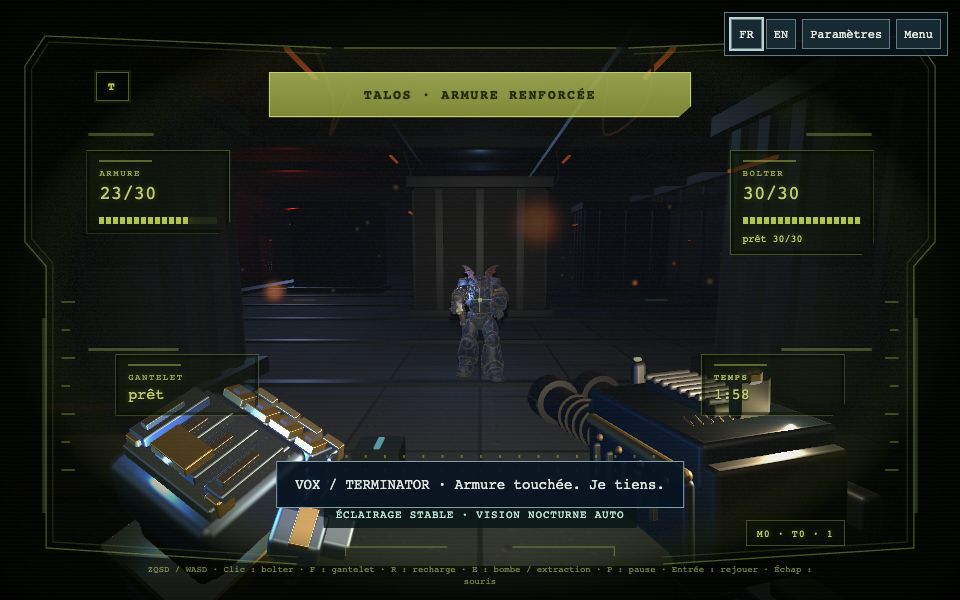 FR EN Paramètres Menu
T
TALOS · ARMURE RENFORCÉE
ARMURE
23/30
BOLTER
30/30
prêt 30/30
GANTELET
prêt
TEMPS
1:58
VOX / TERMINATOR · Armure touchée. Je tiens.
ÉCLAIRAGE STABLE · VISION NOCTURNE AUTO
M0 · T0 · 1
ZQSD / WASD · Clic : bolter · F : gantelet · R : recharge · E : bombe / extraction · P : pause · Entrée : rejouer · Échap :
souris